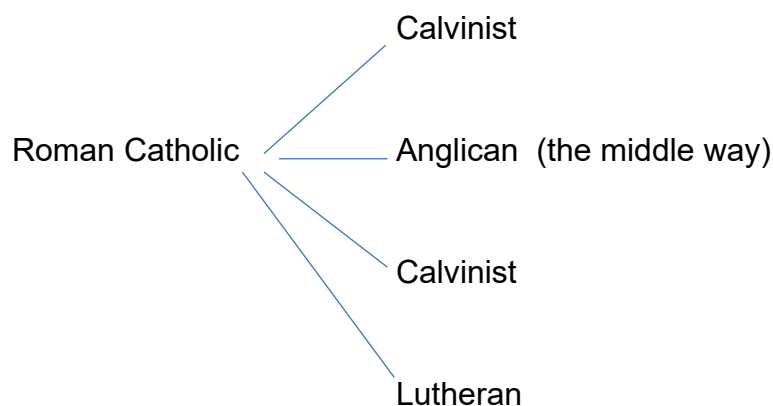 Calvinist
Roman Catholic
Anglican (the middle way)
Calvinist
Lutheran